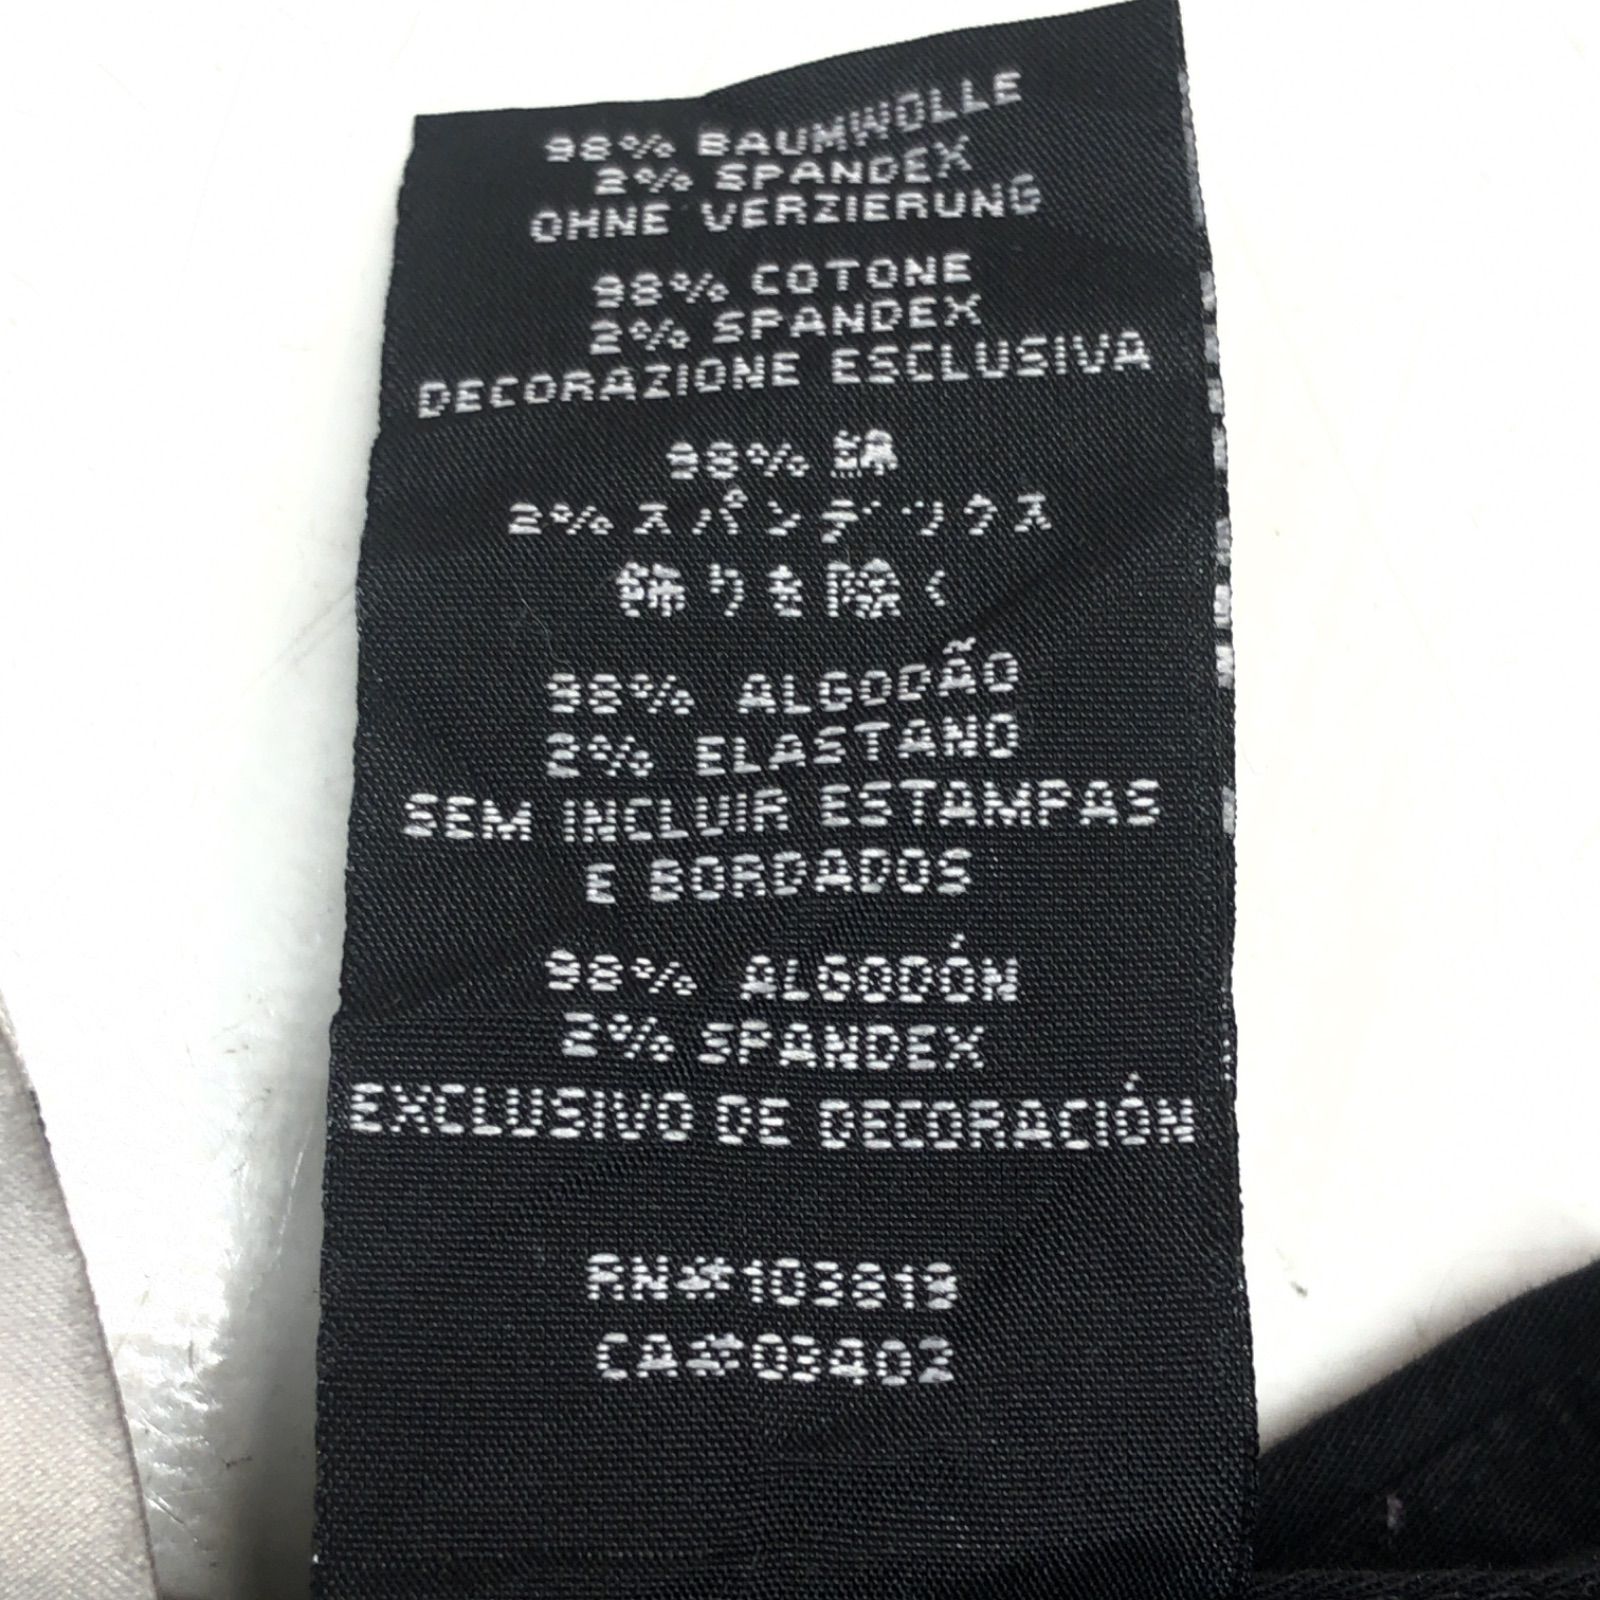 98% BAUMWOLLE
2% SPANDEX
OHNE VERZIERUNG
98% COTONE
2% SPANDEX
DECORAZIONE ESCLUSIVA
98% 綿
2% スパンデックス
飾りを除く
98% ALGODÃO
2% ELASTANO
SEM INCLUIR ESTAMPAS
E BORDADOS
98% ALGODÓN
2% SPANDEX
EXCLUSIVO DE DECORACIÓN
RN#103819
CA#03402